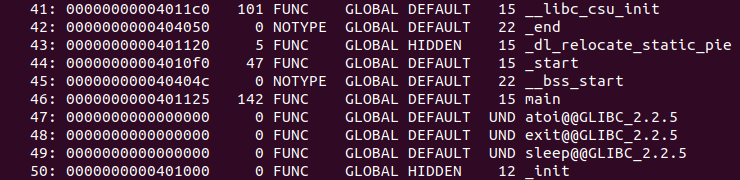 41: 00000000004011c0 101 FUNC GLOBAL DEFAULT 15 __libc_csu_init
42: 0000000000404050 0 NOTYPE GLOBAL DEFAULT 22 _end
43: 0000000000401120 5 FUNC GLOBAL HIDDEN 15 _dl_relocate_static_pie
44: 00000000004010f0 47 FUNC GLOBAL DEFAULT 15 _start
45: 000000000040404c 0 NOTYPE GLOBAL DEFAULT 22 __bss_start
46: 0000000000401125 142 FUNC GLOBAL DEFAULT 15 main
47: 0000000000000000 0 FUNC GLOBAL DEFAULT UND atoi@@GLIBC_2.2.5
48: 0000000000000000 0 FUNC GLOBAL DEFAULT UND exit@@GLIBC_2.2.5
49: 0000000000000000 0 FUNC GLOBAL DEFAULT UND sleep@@GLIBC_2.2.5
50: 0000000000401000 0 FUNC GLOBAL HIDDEN 12 _init